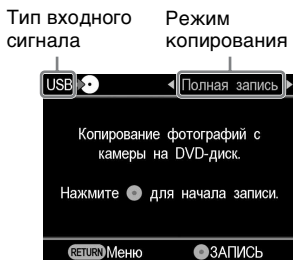 Тип входного сигнала
Режим копирования
USB
Полная запись
Копирование фотографий с
камеры на DVD-диск.
Нажмите для начала записи.
RETURN Меню
ЗАПИСЬ